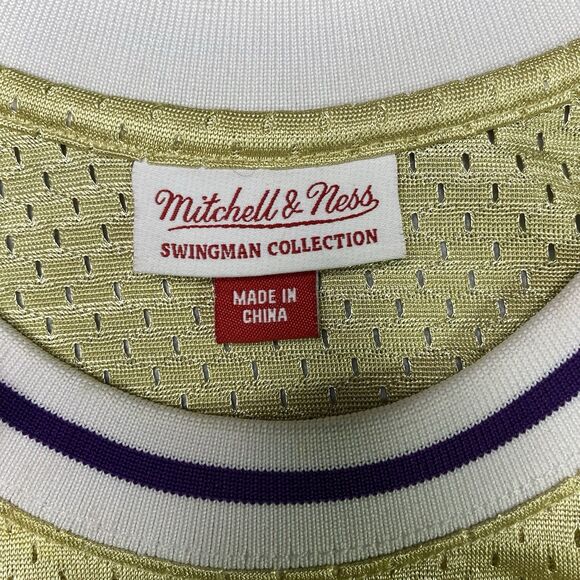 Mitchell & Ness
SWINGMAN COLLECTION
MADE IN
CHINA